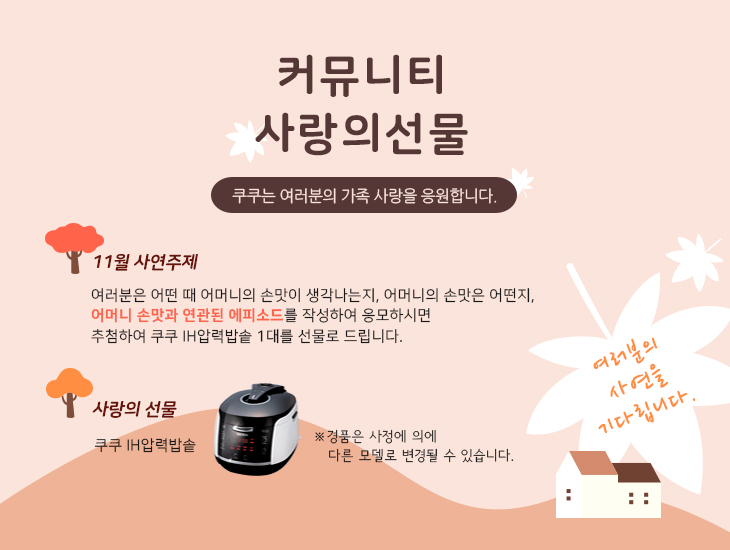 커뮤니티
사랑의선물
쿠쿠는 여러분의 가족 사랑을 응원합니다.
11월 사연주제
여러분은 어떤 때 어머니의 손맛이 생각나는지, 어머니의 손맛은 어떤지,
어머니 손맛과 연관된 에피소드를 작성하여 응모하시면
추첨하여 쿠쿠 IH압력밥솥 1대를 선물로 드립니다.
여러분의
사연을
기다립니다.
사랑의 선물
쿠쿠 IH압력밥솥
※경품은 사정에 의에
다른 모델로 변경될 수 있습니다.